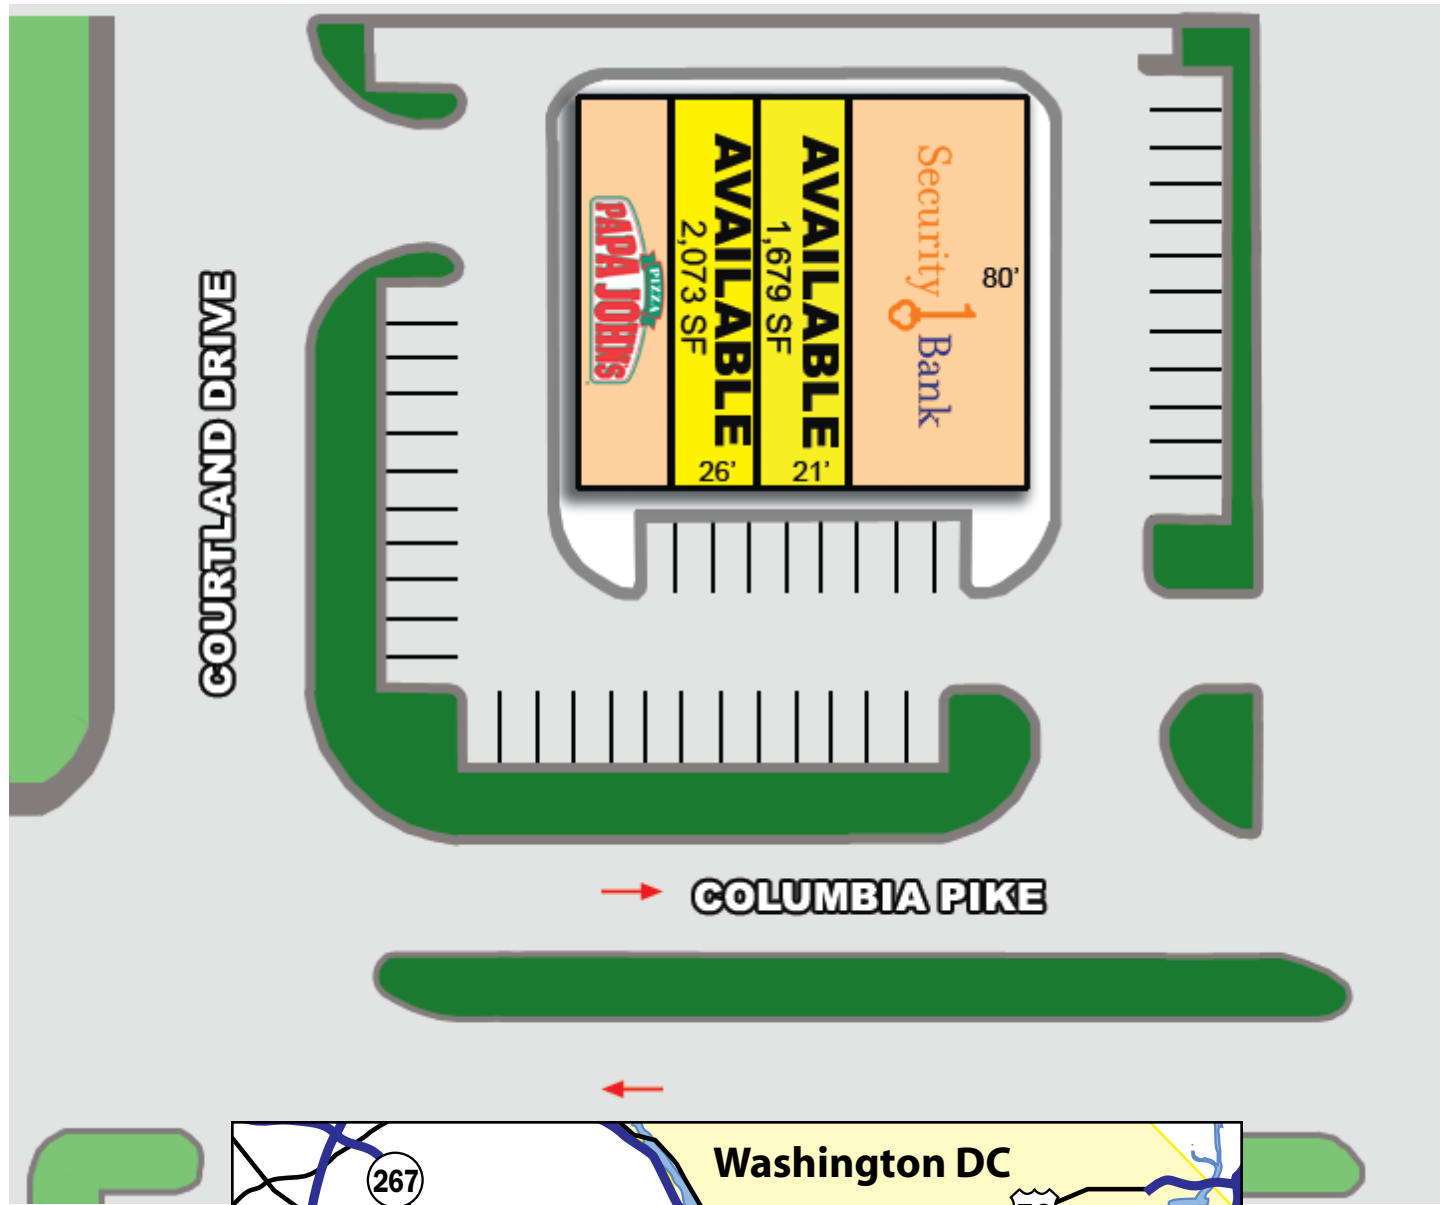 COURTLAND DRIVE
PIZZA
PAPA JOHNS
AVAILABLE
2,073 SF
26'
AVAILABLE
1,679 SF
21'
Security 1 Bank
80'
COLUMBIA PIKE
Washington DC
267